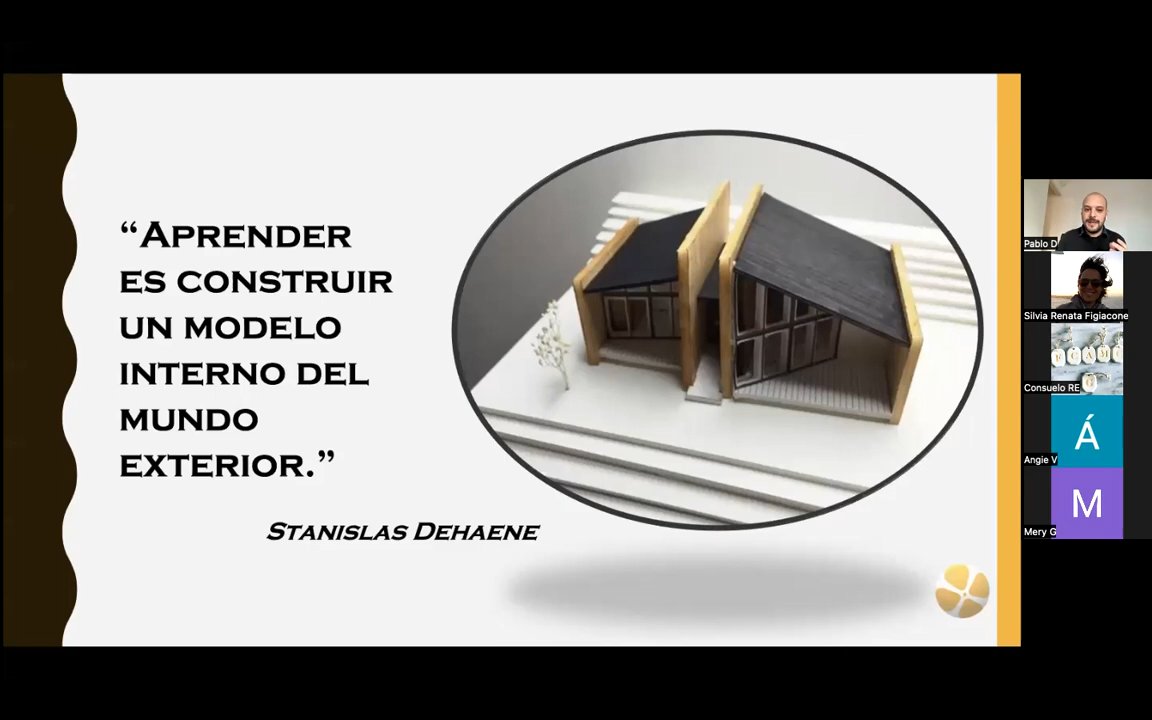 “APRENDER
ES CONSTRUIR
UN MODELO
INTERNO DEL
MUNDO
EXTERIOR.”
STANISLAS DEHAENE
Pablo D
Silvia Renata Figiacone
Consuelo RE
Á
Angie V
M
Mery G